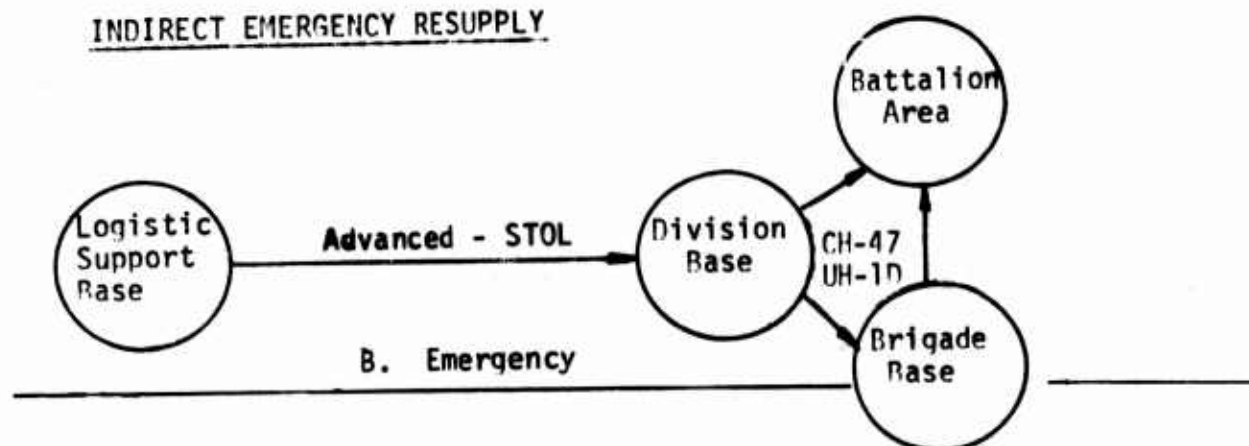 INDIRECT EMERGENCY RESUPPLY
Battalion
Area
Logistic
Support
Base
Advanced - STOL
Division
Base
CH-47
UH-1D
B. Emergency
Brigade
Base